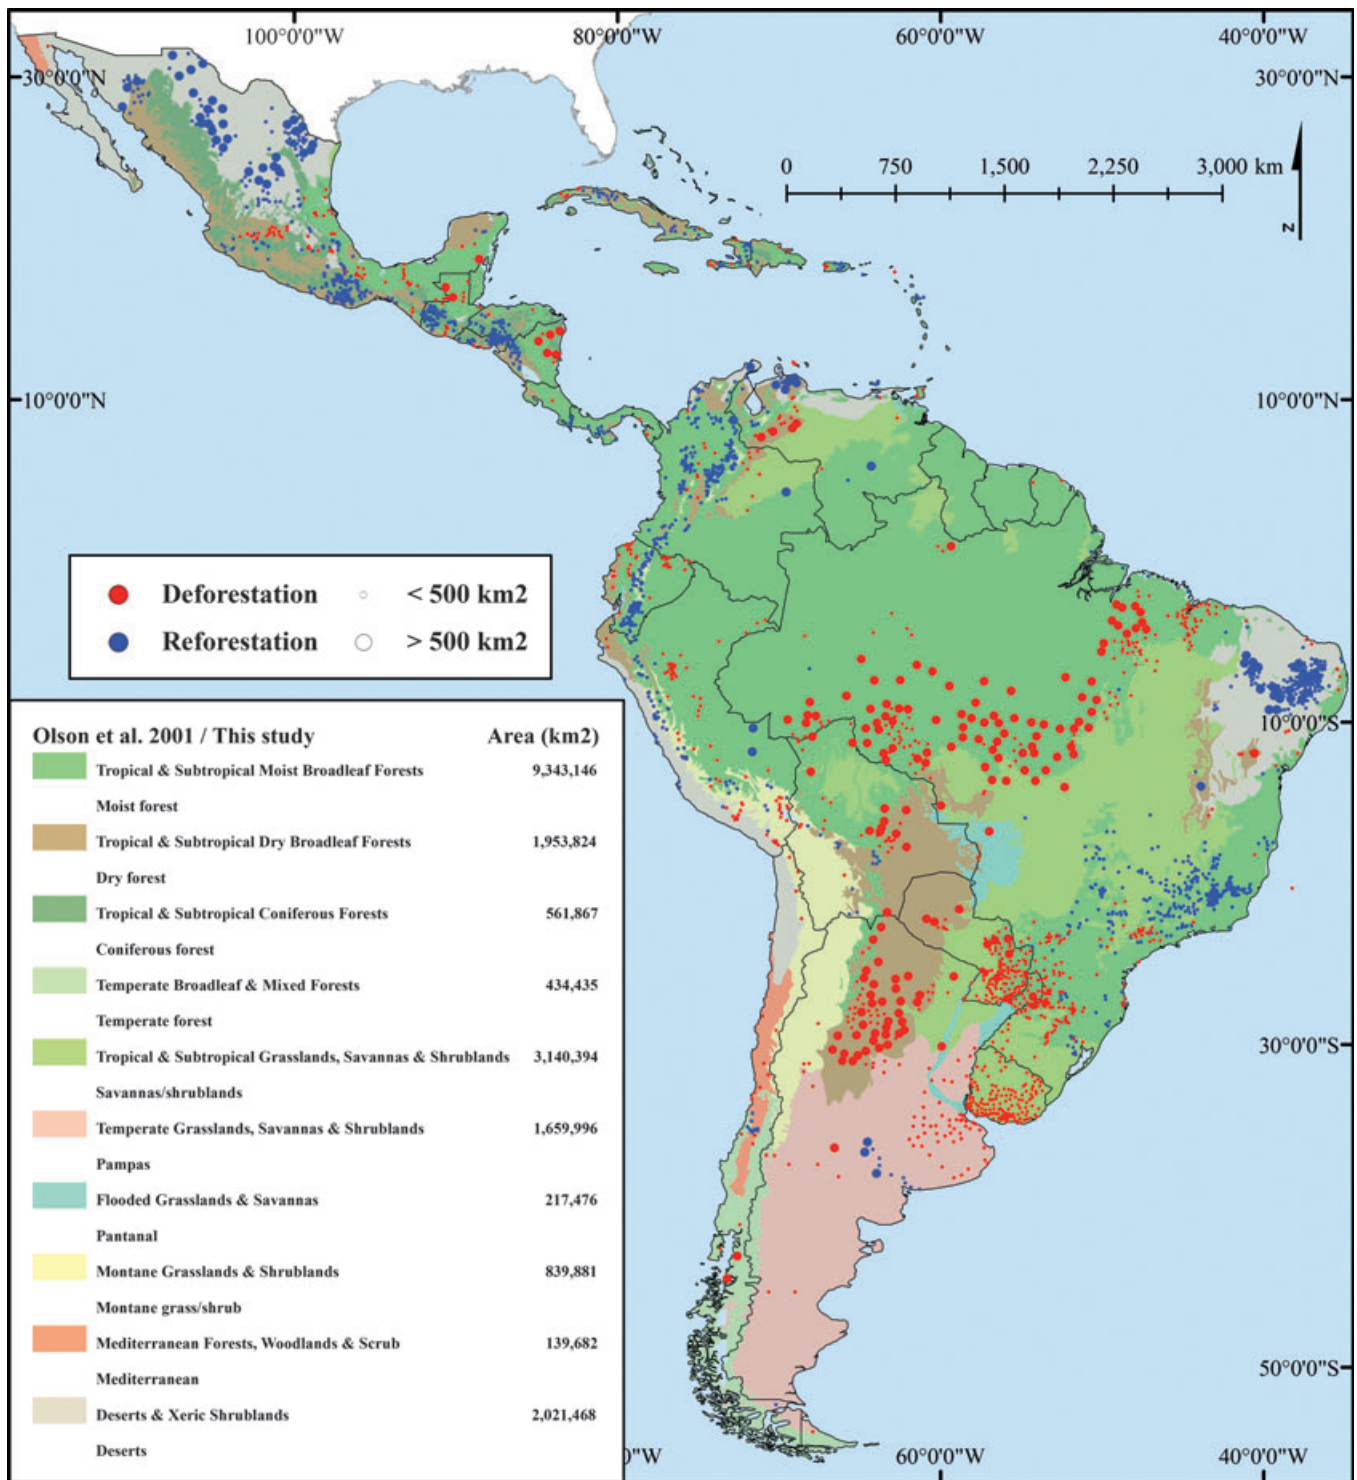 100°0'0"W 80°0'0"W 60°0'0"W 40°0'0"W
30°0'0"N 30°0'0"N
0 750 1,500 2,250 3,000 km
N
10°0'0"N 10°0'0"N
Deforestation < 500 km2
Reforestation > 500 km2
Olson et al. 2001 / This study Area (km2)
Tropical & Subtropical Moist Broadleaf Forests 9,343,146
Moist forest
Tropical & Subtropical Dry Broadleaf Forests 1,953,824
Dry forest
Tropical & Subtropical Coniferous Forests 561,867
Coniferous forest
Temperate Broadleaf & Mixed Forests 434,435
Temperate forest
Tropical & Subtropical Grasslands, Savannas & Shrublands 3,140,394
Savannas/shrublands
Temperate Grasslands, Savannas & Shrublands 1,659,996
Pampas
Flooded Grasslands & Savannas 217,476
Pantanal
Montane Grasslands & Shrublands 839,881
Montane grass/shrub
Mediterranean Forests, Woodlands & Scrub 139,682
Mediterranean
Deserts & Xeric Shrublands 2,021,468
Deserts
10°0'0"S
30°0'0"S
50°0'0"S
0"W 60°0'0"W 40°0'0"W